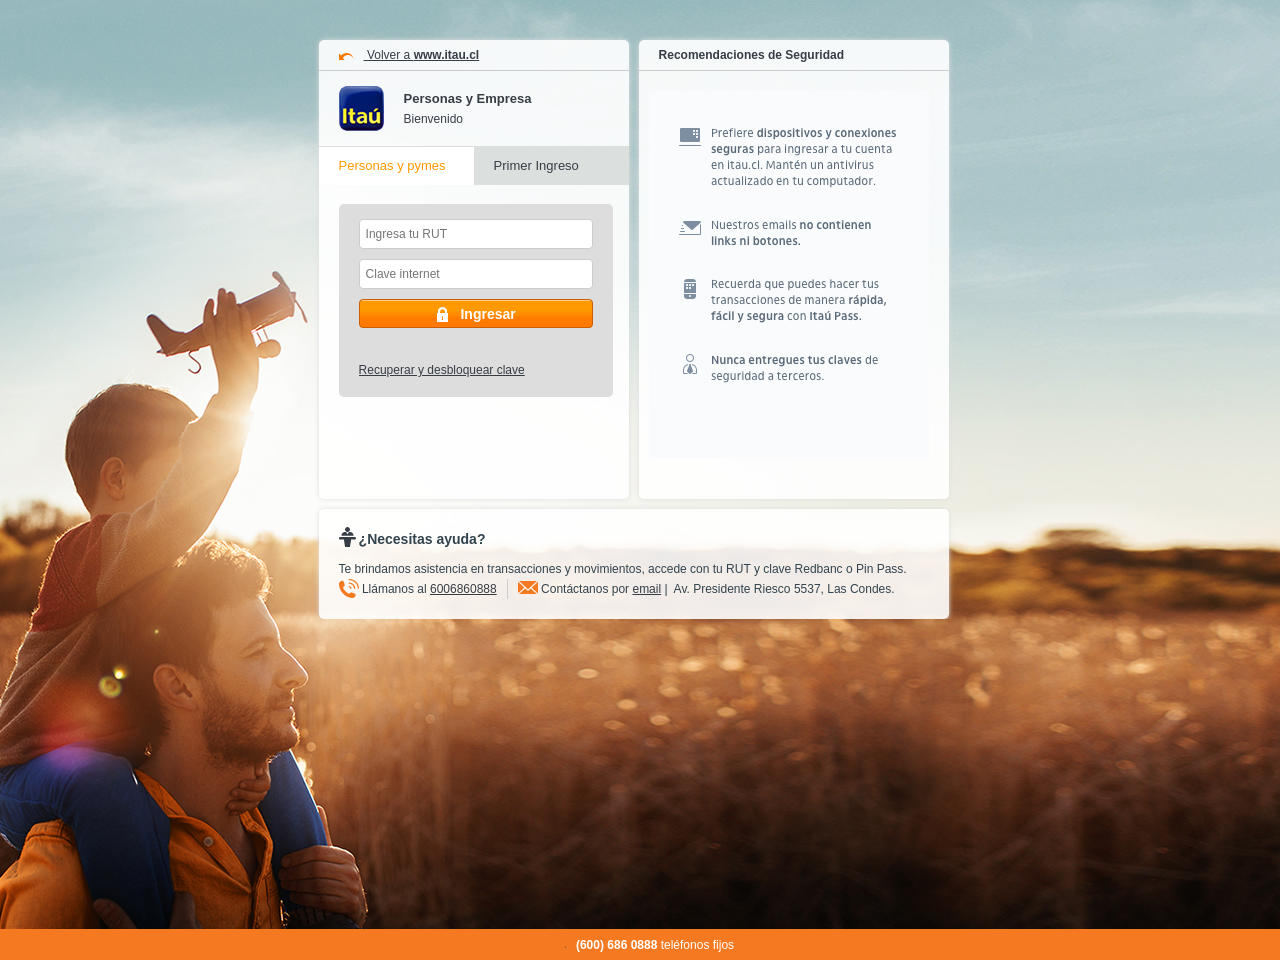 Volver a www.itau.cl
Itaú
Personas y Empresa
Bienvenido
Personas y pymes
Primer Ingreso
Ingresa tu RUT
Clave internet
Ingresar
Recuperar y desbloquear clave
Recomendaciones de Seguridad
Prefiere dispositivos y conexiones
seguras para ingresar a tu cuenta
en itau.cl. Mantén un antivirus
actualizado en tu computador.
Nuestros emails no contienen
links ni botones.
Recuerda que puedes hacer tus
transacciones de manera rápida,
fácil y segura con Itaú Pass.
Nunca entregues tus claves de
seguridad a terceros.
¿Necesitas ayuda?
Te brindamos asistencia en transacciones y movimientos, accede con tu RUT y clave Redbanc o Pin Pass.
Llámanos al 6006860888 Contáctanos por email | Av. Presidente Riesco 5537, Las Condes.
(600) 686 0888 teléfonos fijos